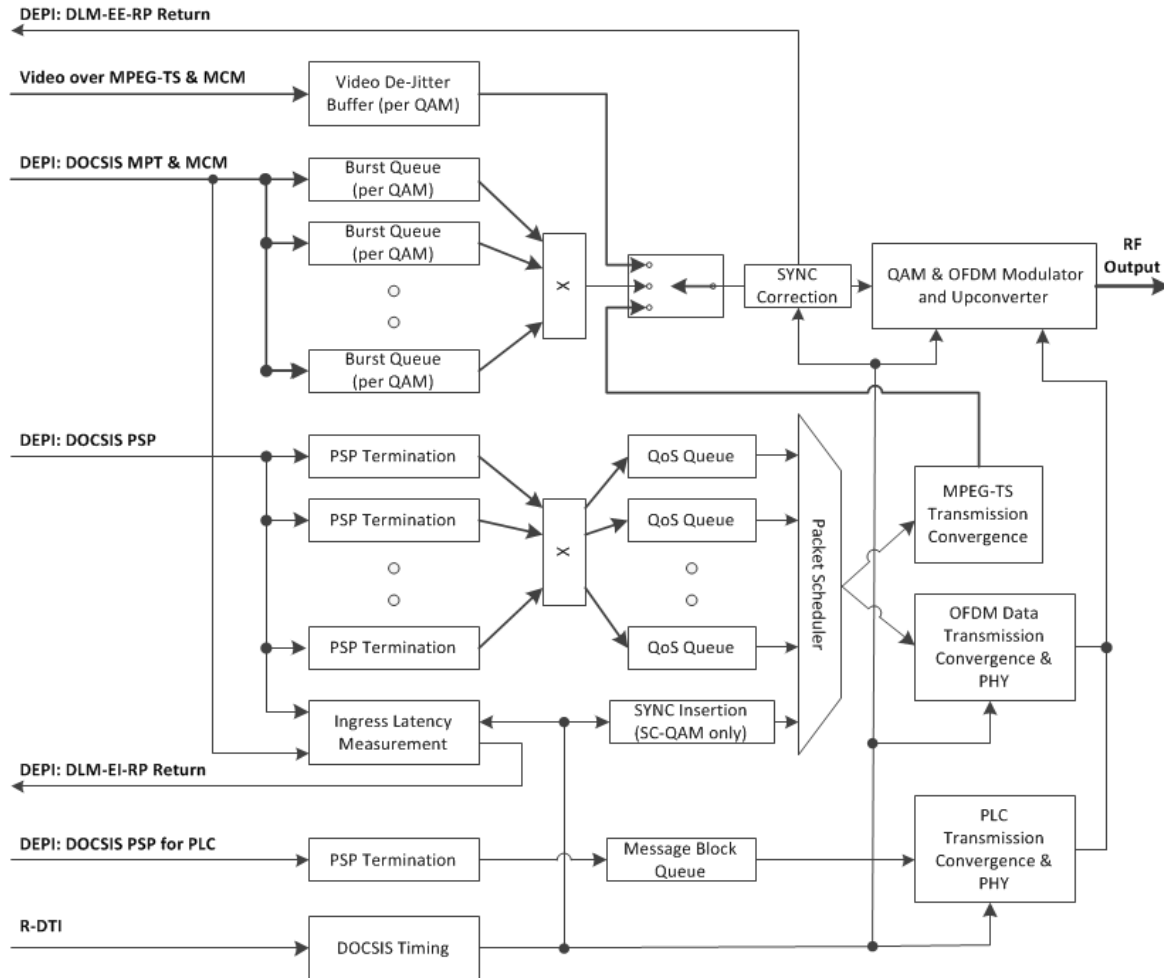 DEPI: DLM-EE-RP Return
Video over MPEG-TS & MCM
Video De-Jitter
Buffer (per QAM)
DEPI: DOCSIS MPT & MCM
Burst Queue
(per QAM)
Burst Queue
(per QAM)
Burst Queue
(per QAM)
X
SYNC
Correction
QAM & OFDM Modulator
and Upconverter
RF
Output
DEPI: DOCSIS PSP
PSP Termination
PSP Termination
PSP Termination
X
QoS Queue
QoS Queue
QoS Queue
Packet Scheduler
MPEG-TS
Transmission
Convergence
OFDM Data
Transmission
Convergence &
PHY
Ingress Latency
Measurement
SYNC Insertion
(SC-QAM only)
DEPI: DLM-EI-RP Return
DEPI: DOCSIS PSP for PLC
PSP Termination
Message Block
Queue
PLC
Transmission
Convergence &
PHY
R-DTI
DOCSIS Timing